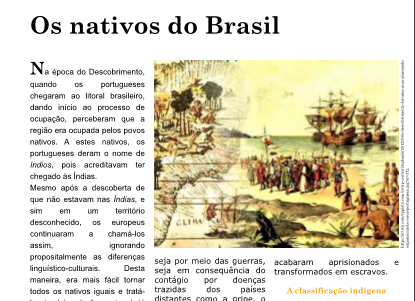 Os nativos do Brasil
Na época do Descobrimento,
quando os portugueses
chegaram ao litoral brasileiro,
dando início ao processo de
ocupação, perceberam que a
região era ocupada pelos povos
nativos. A estes nativos, os
portugueses deram o nome de
índios, pois acreditavam ter
chegado às Índias.
Mesmo após a descoberta de
que não estavam nas Índias, e
sim em um território
desconhecido, os europeus
continuaram a chamá-los
assim, ignorando
propositalmente as diferenças
linguístico-culturais. Desta
maneira, era mais fácil tornar
todos os nativos iguais e tratá-
seja por meio das guerras,
seja em consequência do
contágio por doenças
trazidas dos países
distantes como a gripe, o
acabaram aprisionados e
transformados em escravos.
A classificação indígena